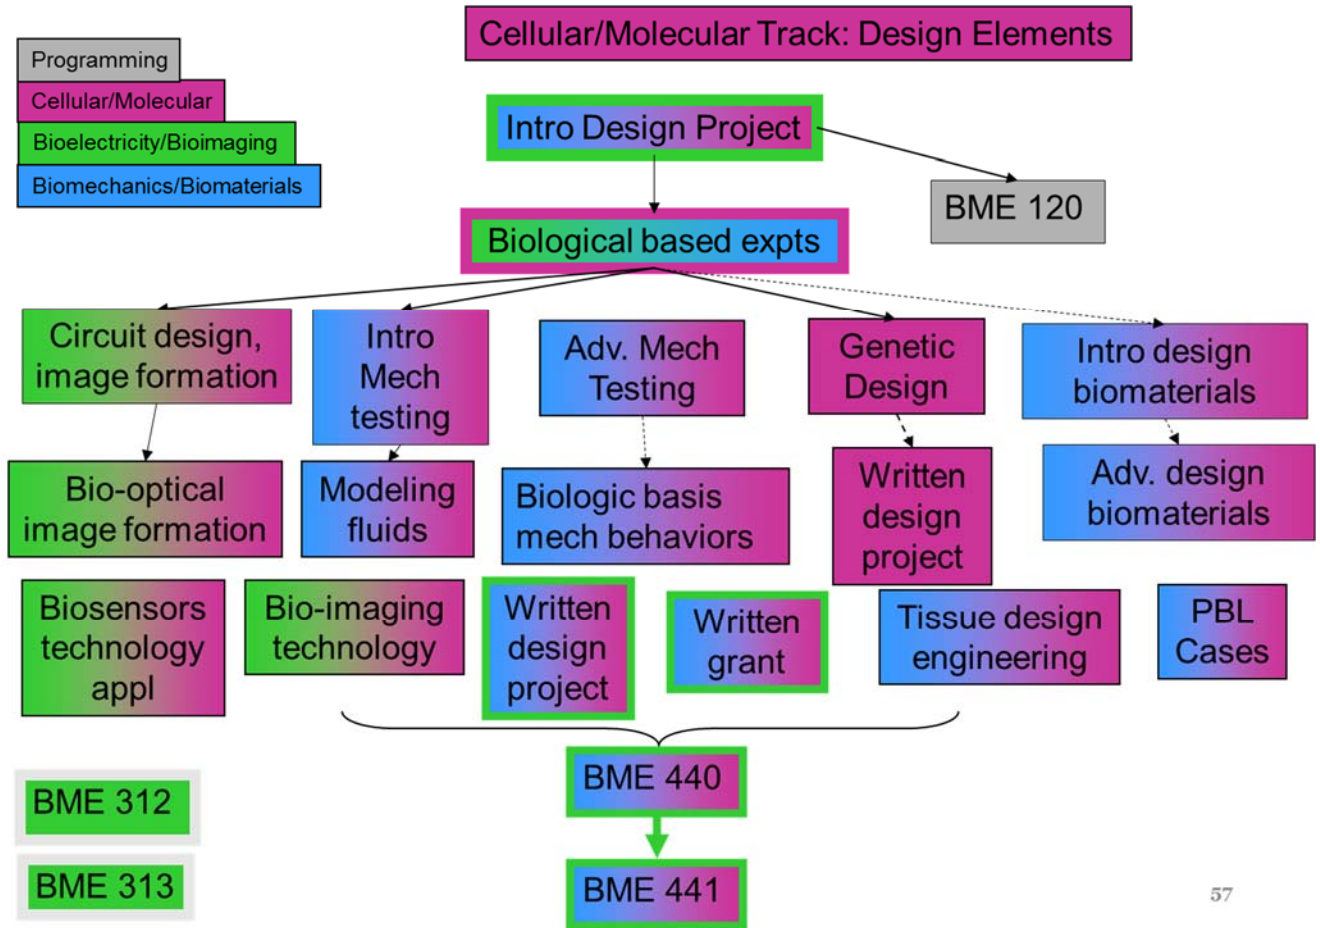 Cellular/Molecular Track: Design Elements
Programming
Cellular/Molecular
Bioelectricity/Bioimaging
Biomechanics/Biomaterials
Intro Design Project
BME 120
Biological based expts
Circuit design,
image formation
Intro
Mech
testing
Adv. Mech
Testing
Genetic
Design
Intro design
biomaterials
Bio-optical
image formation
Modeling
fluids
Biologic basis
mech behaviors
Written
design
project
Adv. design
biomaterials
Biosensors
technology
appl
Bio-imaging
technology
Written
design
project
Written
grant
Tissue design
engineering
PBL
Cases
BME 312
BME 440
BME 313
BME 441
57